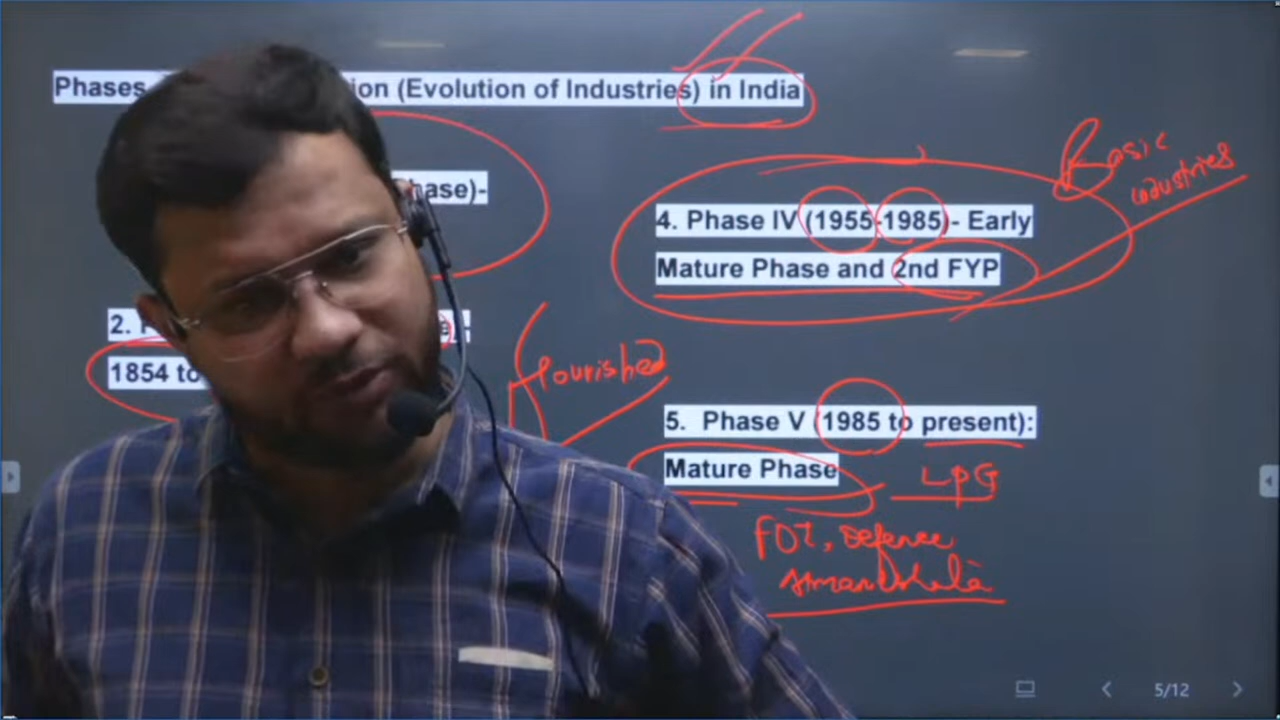 Phases ion (Evolution of Industries) in India
hase)-
2.
1854 to
flourished
4. Phase IV (1955-1985)- Early
Mature Phase and 2nd FYP
Basic
industries
5. Phase V (1985 to present):
Mature Phase
LPG
FDI, Defence
Atmanirbhar
5/12